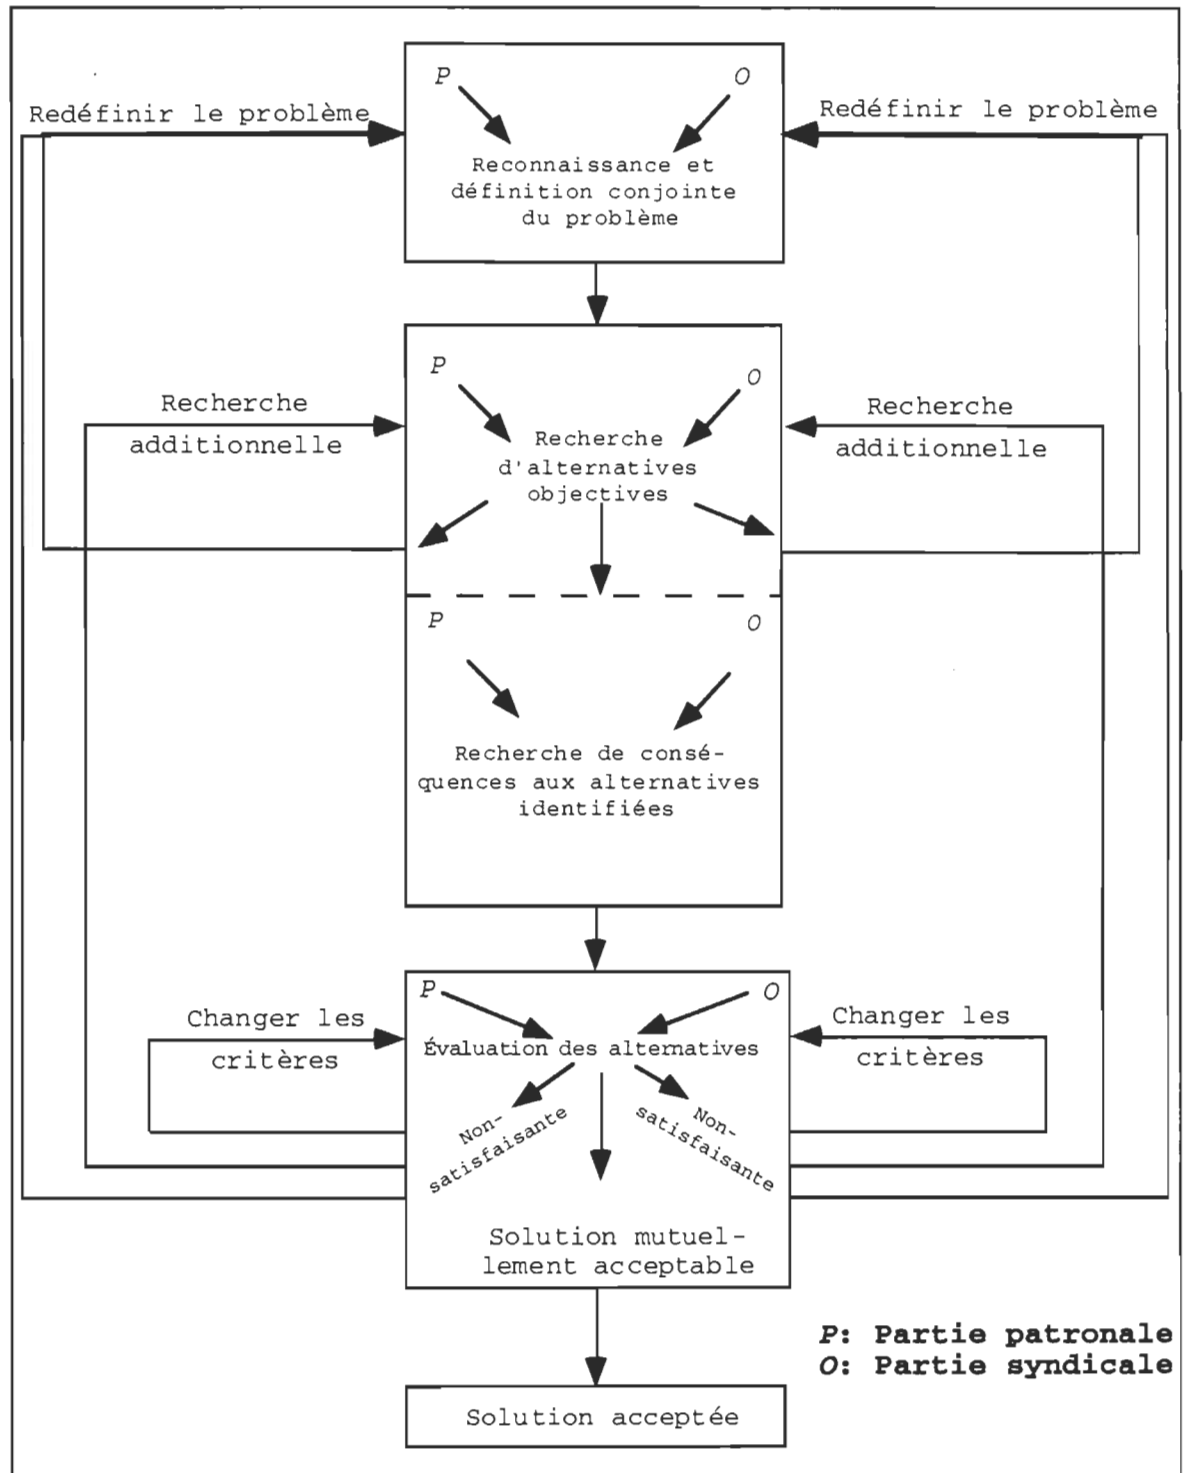 P
O
Redéfinir le problème
Redéfinir le problème
Reconnaissance et
définition conjointe
du problème
P
O
Recherche
additionnelle
Recherche
additionnelle
Recherche
d'alternatives
objectives
P
O
Recherche de consé-
quences aux alternatives
identifiées
P
O
Changer les
critères
Changer les
critères
Évaluation des alternatives
Non-
satisfaisante
Non-
satisfaisante
Solution mutuel-
lement acceptable
P: Partie patronale
O: Partie syndicale
Solution acceptée